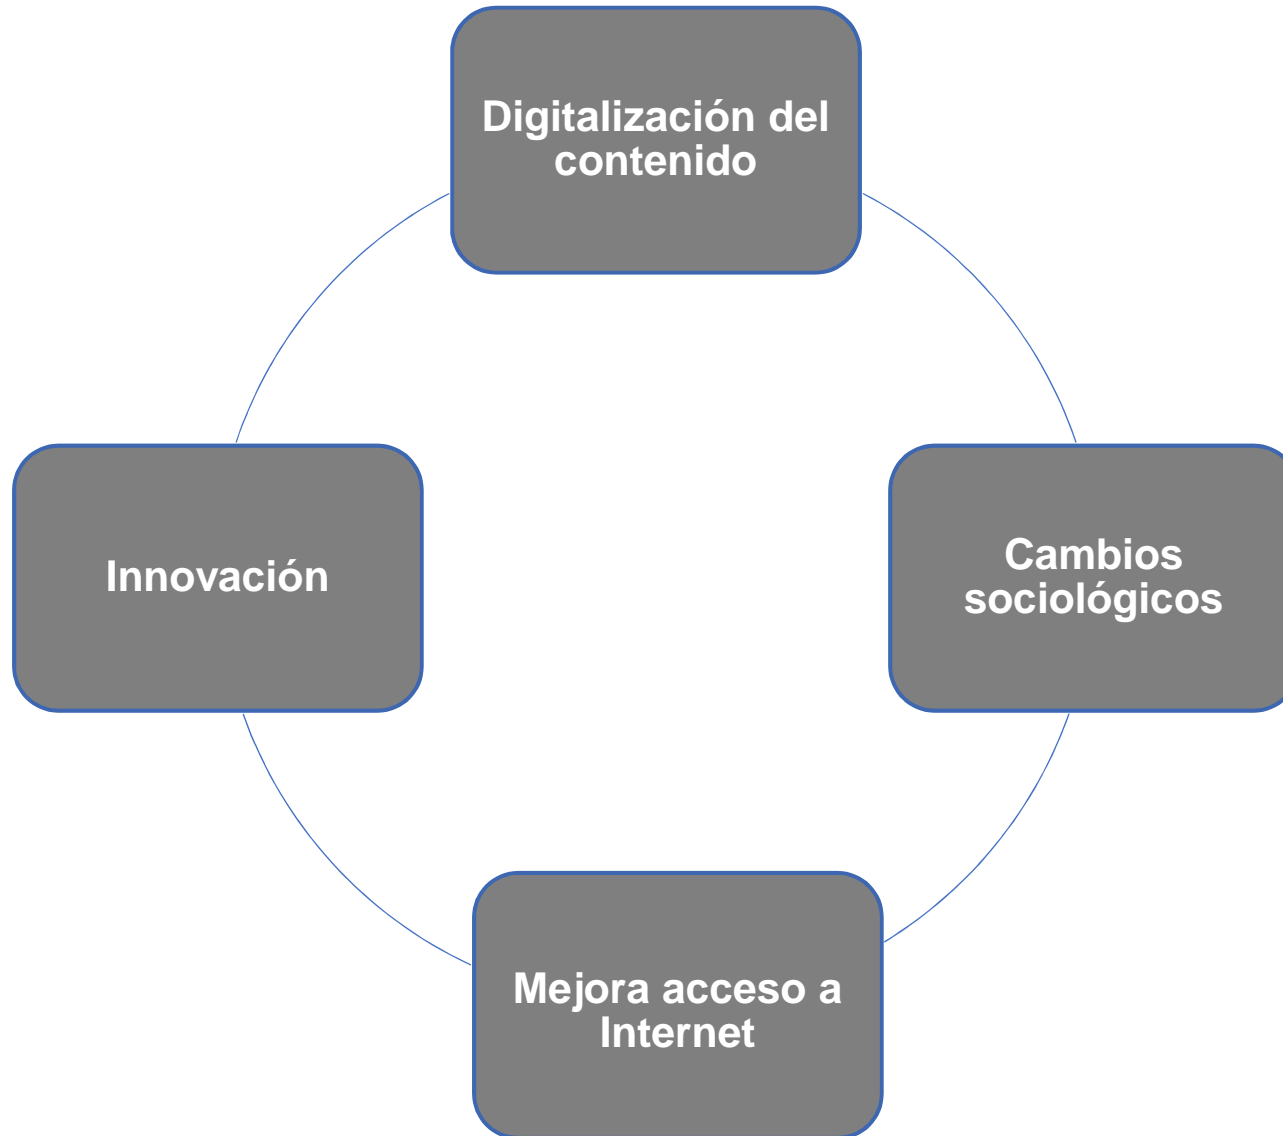 Digitalización del
contenido
Innovación
Cambios
sociológicos
Mejora acceso a
Internet